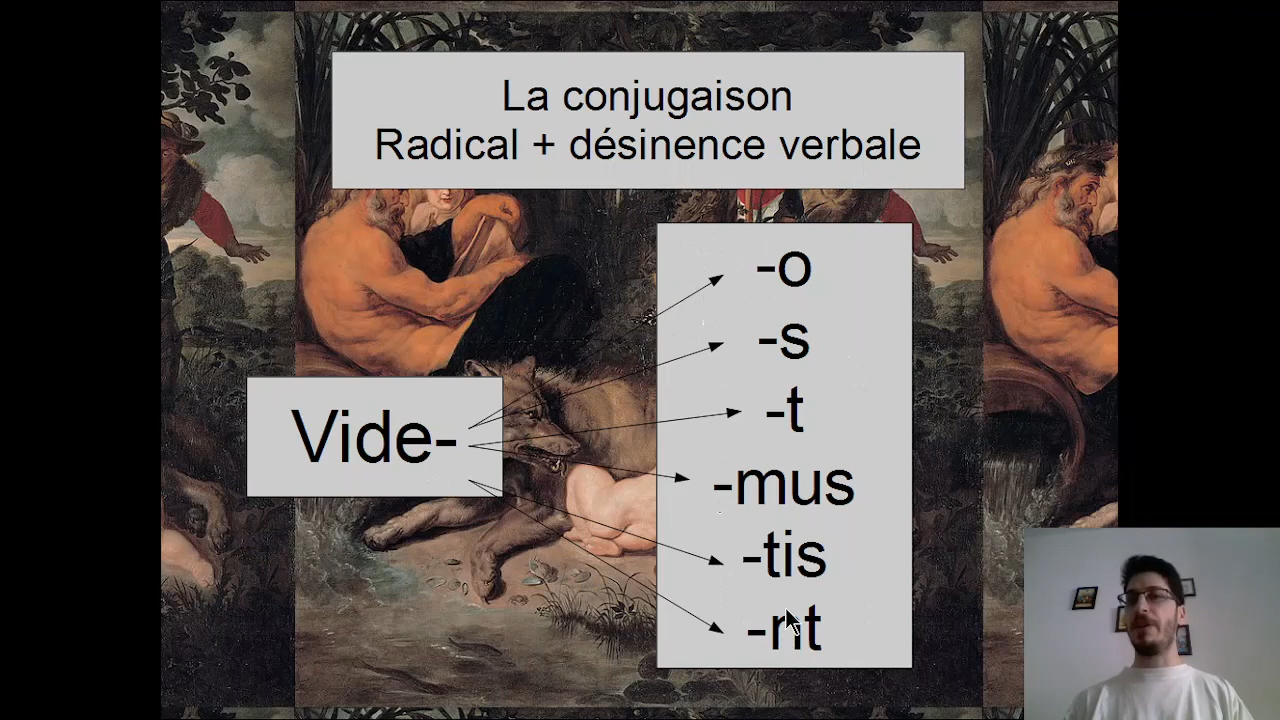 La conjugaison
Radical + désinence verbale
-o
-s
-t
Vide-
-mus
-tis
-nt